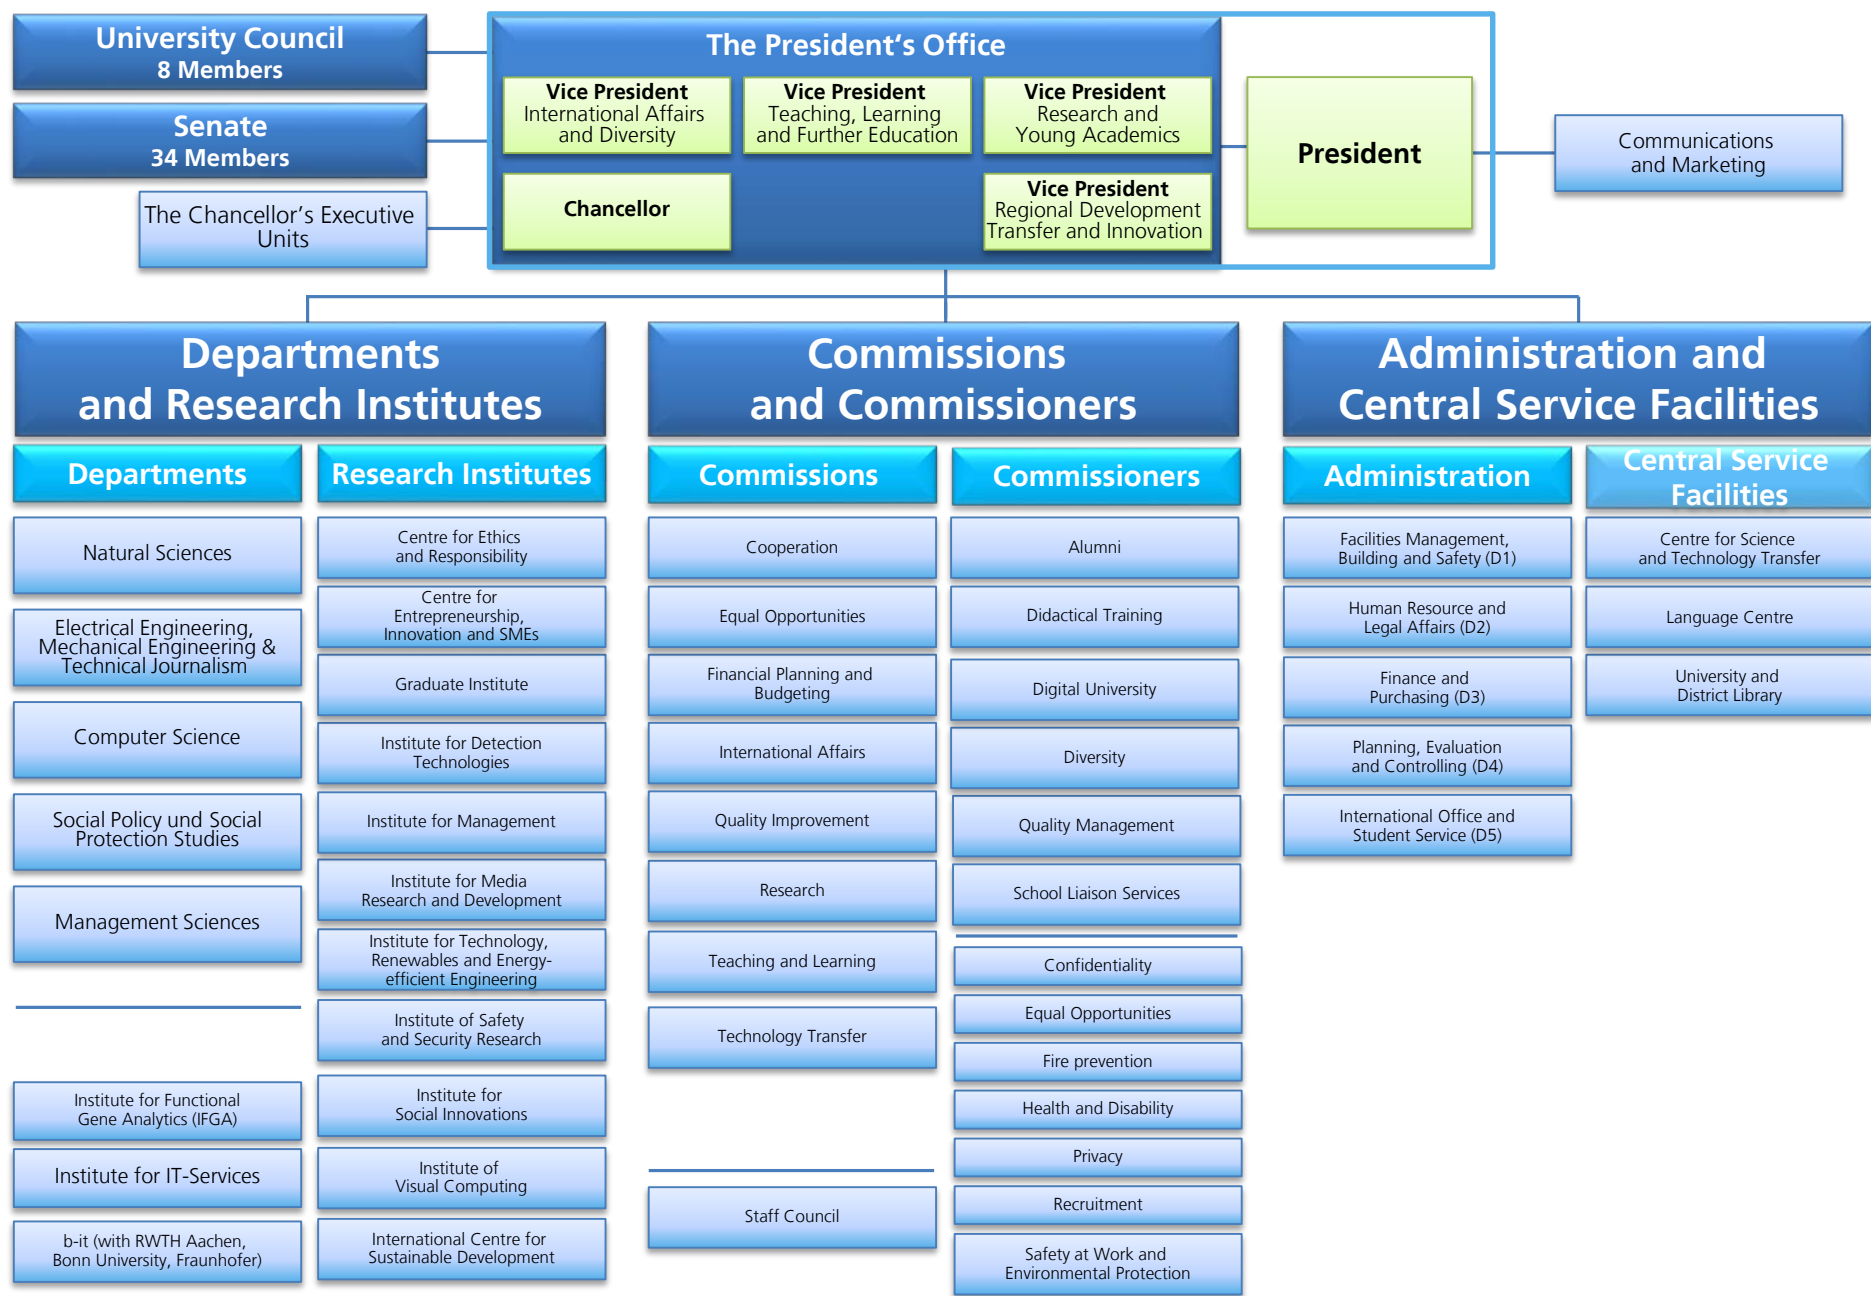 University Council
8 Members
Senate
34 Members
The Chancellor’s Executive
Units
The President‘s Office
Vice President
International Affairs
and Diversity
Vice President
Teaching, Learning
and Further Education
Vice President
Research and
Young Academics
Chancellor
Vice President
Regional Development
Transfer and Innovation
President
Communications
and Marketing
Departments
and Research Institutes
Departments
Natural Sciences
Electrical Engineering,
Mechanical Engineering &
Technical Journalism
Computer Science
Social Policy und Social
Protection Studies
Management Sciences
Institute for Functional
Gene Analytics (IFGA)
Institute for IT-Services
b-it (with RWTH Aachen,
Bonn University, Fraunhofer)
Research Institutes
Centre for Ethics
and Responsibility
Centre for
Entrepreneurship,
Innovation and SMEs
Graduate Institute
Institute for Detection
Technologies
Institute for Management
Institute for Media
Research and Development
Institute for Technology,
Renewables and Energy-
efficient Engineering
Institute of Safety
and Security Research
Institute for
Social Innovations
Institute of
Visual Computing
International Centre for
Sustainable Development
Commissions
and Commissioners
Commissions
Cooperation
Equal Opportunities
Financial Planning and
Budgeting
International Affairs
Quality Improvement
Research
Teaching and Learning
Technology Transfer
Staff Council
Commissioners
Alumni
Didactical Training
Digital University
Diversity
Quality Management
School Liaison Services
Confidentiality
Equal Opportunities
Fire prevention
Health and Disability
Privacy
Recruitment
Safety at Work and
Environmental Protection
Administration and
Central Service Facilities
Administration
Facilities Management,
Building and Safety (D1)
Human Resource and
Legal Affairs (D2)
Finance and
Purchasing (D3)
Planning, Evaluation
and Controlling (D4)
International Office and
Student Service (D5)
Central Service
Facilities
Centre for Science
and Technology Transfer
Language Centre
University and
District Library